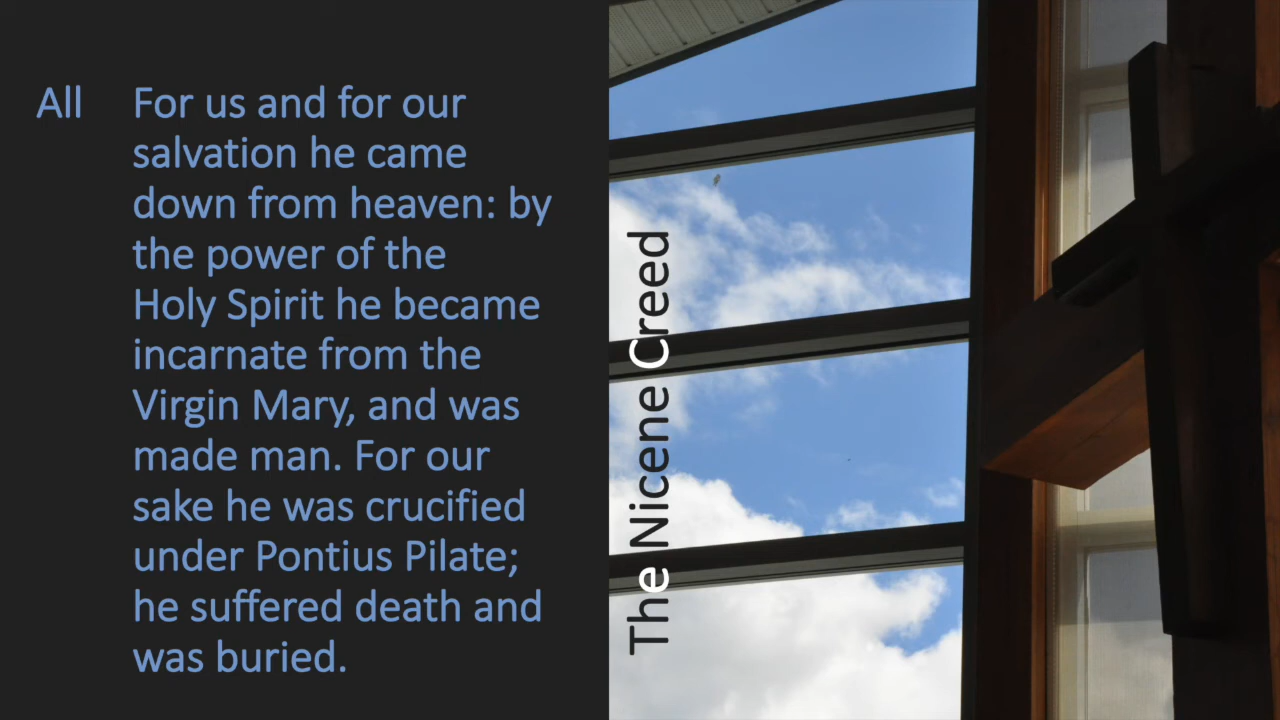 All For us and for our
salvation he came
down from heaven: by
the power of the
Holy Spirit he became
incarnate from the
Virgin Mary, and was
made man. For our
sake he was crucified
under Pontius Pilate;
he suffered death and
was buried.
The Nicene Creed